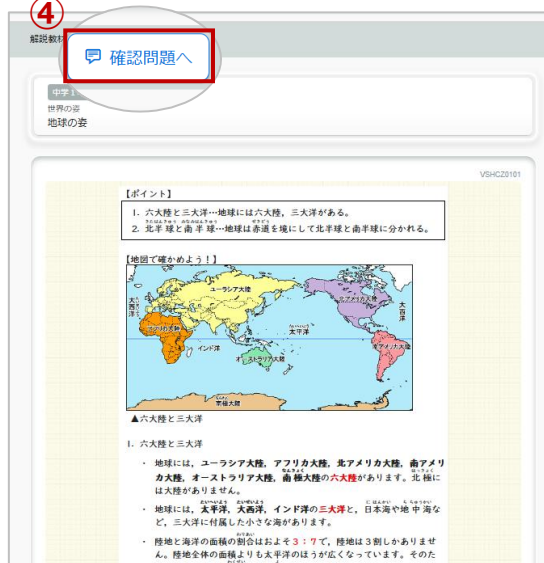 ④
解説教材
確認問題へ
中学1
世界の姿
地球の姿
VSHCZ0101
【ポイント】
1. 六大陸と三大洋…地球には六大陸，三大洋がある。
2. 北半球と南半球…地球は赤道を境にして北半球と南半球に分かれる。
【地図で確かめよう！】
ユーラシア大陸
北アメリカ大陸
大西洋
大西洋
太平洋
アフリカ大陸
インド洋
オーストラリア大陸
南アメリカ大陸
南極大陸
▲六大陸と三大洋
1. 六大陸と三大洋
・ 地球には，ユーラシア大陸，アフリカ大陸，北アメリカ大陸，南アメリ
カ大陸，オーストラリア大陸，南極大陸の六大陸があります。北極に
は大陸がありません。
・ 地球には，太平洋，大西洋，インド洋の三大洋と，日本海や地中海な
ど，三大洋に付属した小さな海があります。
・ 陸地と海洋の面積の割合はおよそ3：7で，陸地は3割しかありませ
ん。陸地全体の面積よりも太平洋のほうが広くなっています。そのた